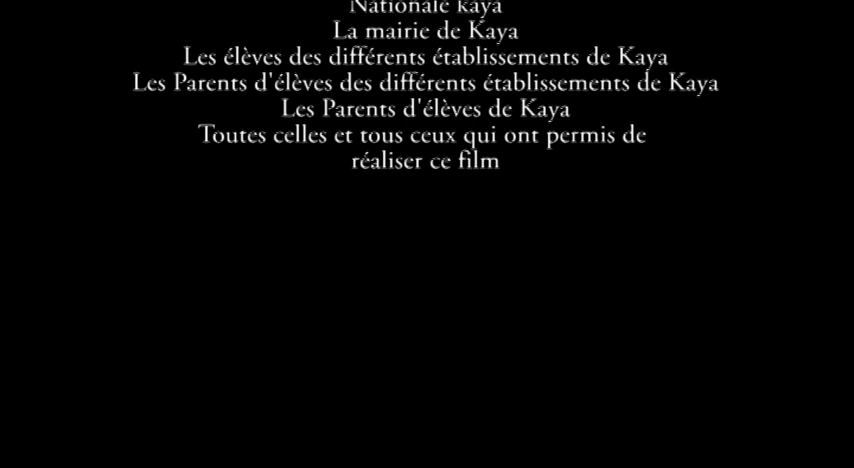 Nationale kaya
La mairie de Kaya
Les élèves des différents établissements de Kaya
Les Parents d'élèves des différents établissements de Kaya
Les Parents d'élèves de Kaya
Toutes celles et tous ceux qui ont permis de
réaliser ce film